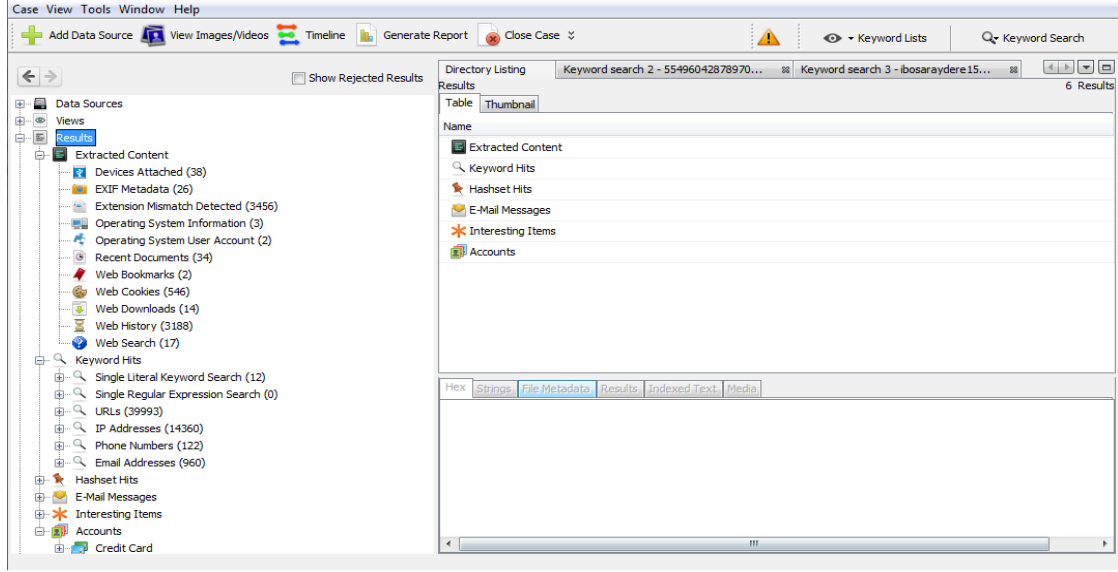 Case View Tools Window Help
Add Data Source View Images/Videos Timeline Generate Report Close Case Keyword Lists Keyword Search
Show Rejected Results
Data Sources
Views
Results
Extracted Content
Devices Attached (38)
EXIF Metadata (26)
Extension Mismatch Detected (3456)
Operating System Information (3)
Operating System User Account (2)
Recent Documents (34)
Web Bookmarks (2)
Web Cookies (546)
Web Downloads (14)
Web History (3188)
Web Search (17)
Keyword Hits
Single Literal Keyword Search (12)
Single Regular Expression Search (0)
URLs (39993)
IP Addresses (14360)
Phone Numbers (122)
Email Addresses (960)
Hashset Hits
E-Mail Messages
Interesting Items
Accounts
Credit Card
Directory Listing Keyword search 2 - 55496042878970... Keyword search 3 - ibosaraydere15...
Results 6 Results
Table Thumbnail
Name
Extracted Content
Keyword Hits
Hashset Hits
E-Mail Messages
Interesting Items
Accounts
Hex Strings File Metadata Results Indexed Text Media